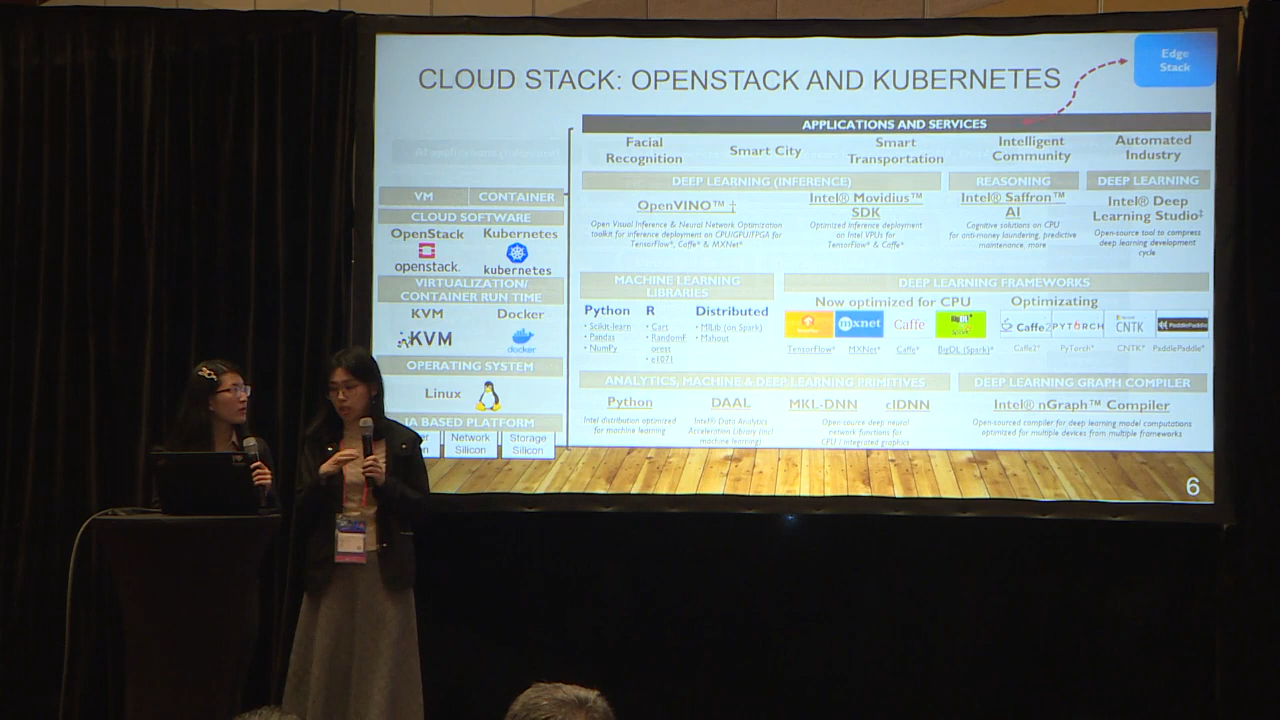 Edge
Stack
CLOUD STACK: OPENSTACK AND KUBERNETES
APPLICATIONS AND SERVICES
Facial
Recognition
Smart City
Smart
Transportation
Intelligent
Community
Automated
Industry
VM
CONTAINER
CLOUD SOFTWARE
OpenStack
Kubernetes
openstack.
kubernetes
VIRTUALIZATION/
CONTAINER RUN TIME
KVM
Docker
KVM
docker
OPERATING SYSTEM
Linux
IA BASED PLATFORM
Network
Silicon
Storage
Silicon
DEEP LEARNING (INFERENCE)
OpenVINO™ †
Open Visual Inference & Neural Network Optimization
toolkit for inference deployment on CPU/GPU/FPGA for
TensorFlow*, Caffe* & MXNet*
Intel® Movidius™
SDK
Optimized inference deployment
on Intel VPUs for
TensorFlow* & Caffe*
REASONING
Intel® Saffron™
AI
Cognitive solutions on CPU
for anti-money laundering, predictive
maintenance, more
DEEP LEARNING
Intel® Deep
Learning Studio‡
Open-source tool to compress
deep learning development
cycle
MACHINE LEARNING
LIBRARIES
Python
• Scikit-learn
• Pandas
• NumPy
R
• Cart
• RandomF
orest
• e1071
Distributed
• MlLib (on Spark)
• Mahout
DEEP LEARNING FRAMEWORKS
Now optimized for CPU
Optimizating
mxnet
Caffe
Caffe2
PYTORCH
CNTK
PaddlePaddle
TensorFlow*
MXNet*
Caffe*
BigDL (Spark)*
Caffe2*
PyTorch*
CNTK*
PaddlePaddle*
ANALYTICS, MACHINE & DEEP LEARNING PRIMITIVES
Python
Intel distribution optimized
for machine learning
DAAL
Intel® Data Analytics
Acceleration Library (incl
machine learning)
MKL-DNN
clDNN
Open-source deep neural
network functions for
CPU / integrated graphics
DEEP LEARNING GRAPH COMPILER
Intel® nGraph™ Compiler
Open-sourced compiler for deep learning model computations
optimized for multiple devices from multiple frameworks
6